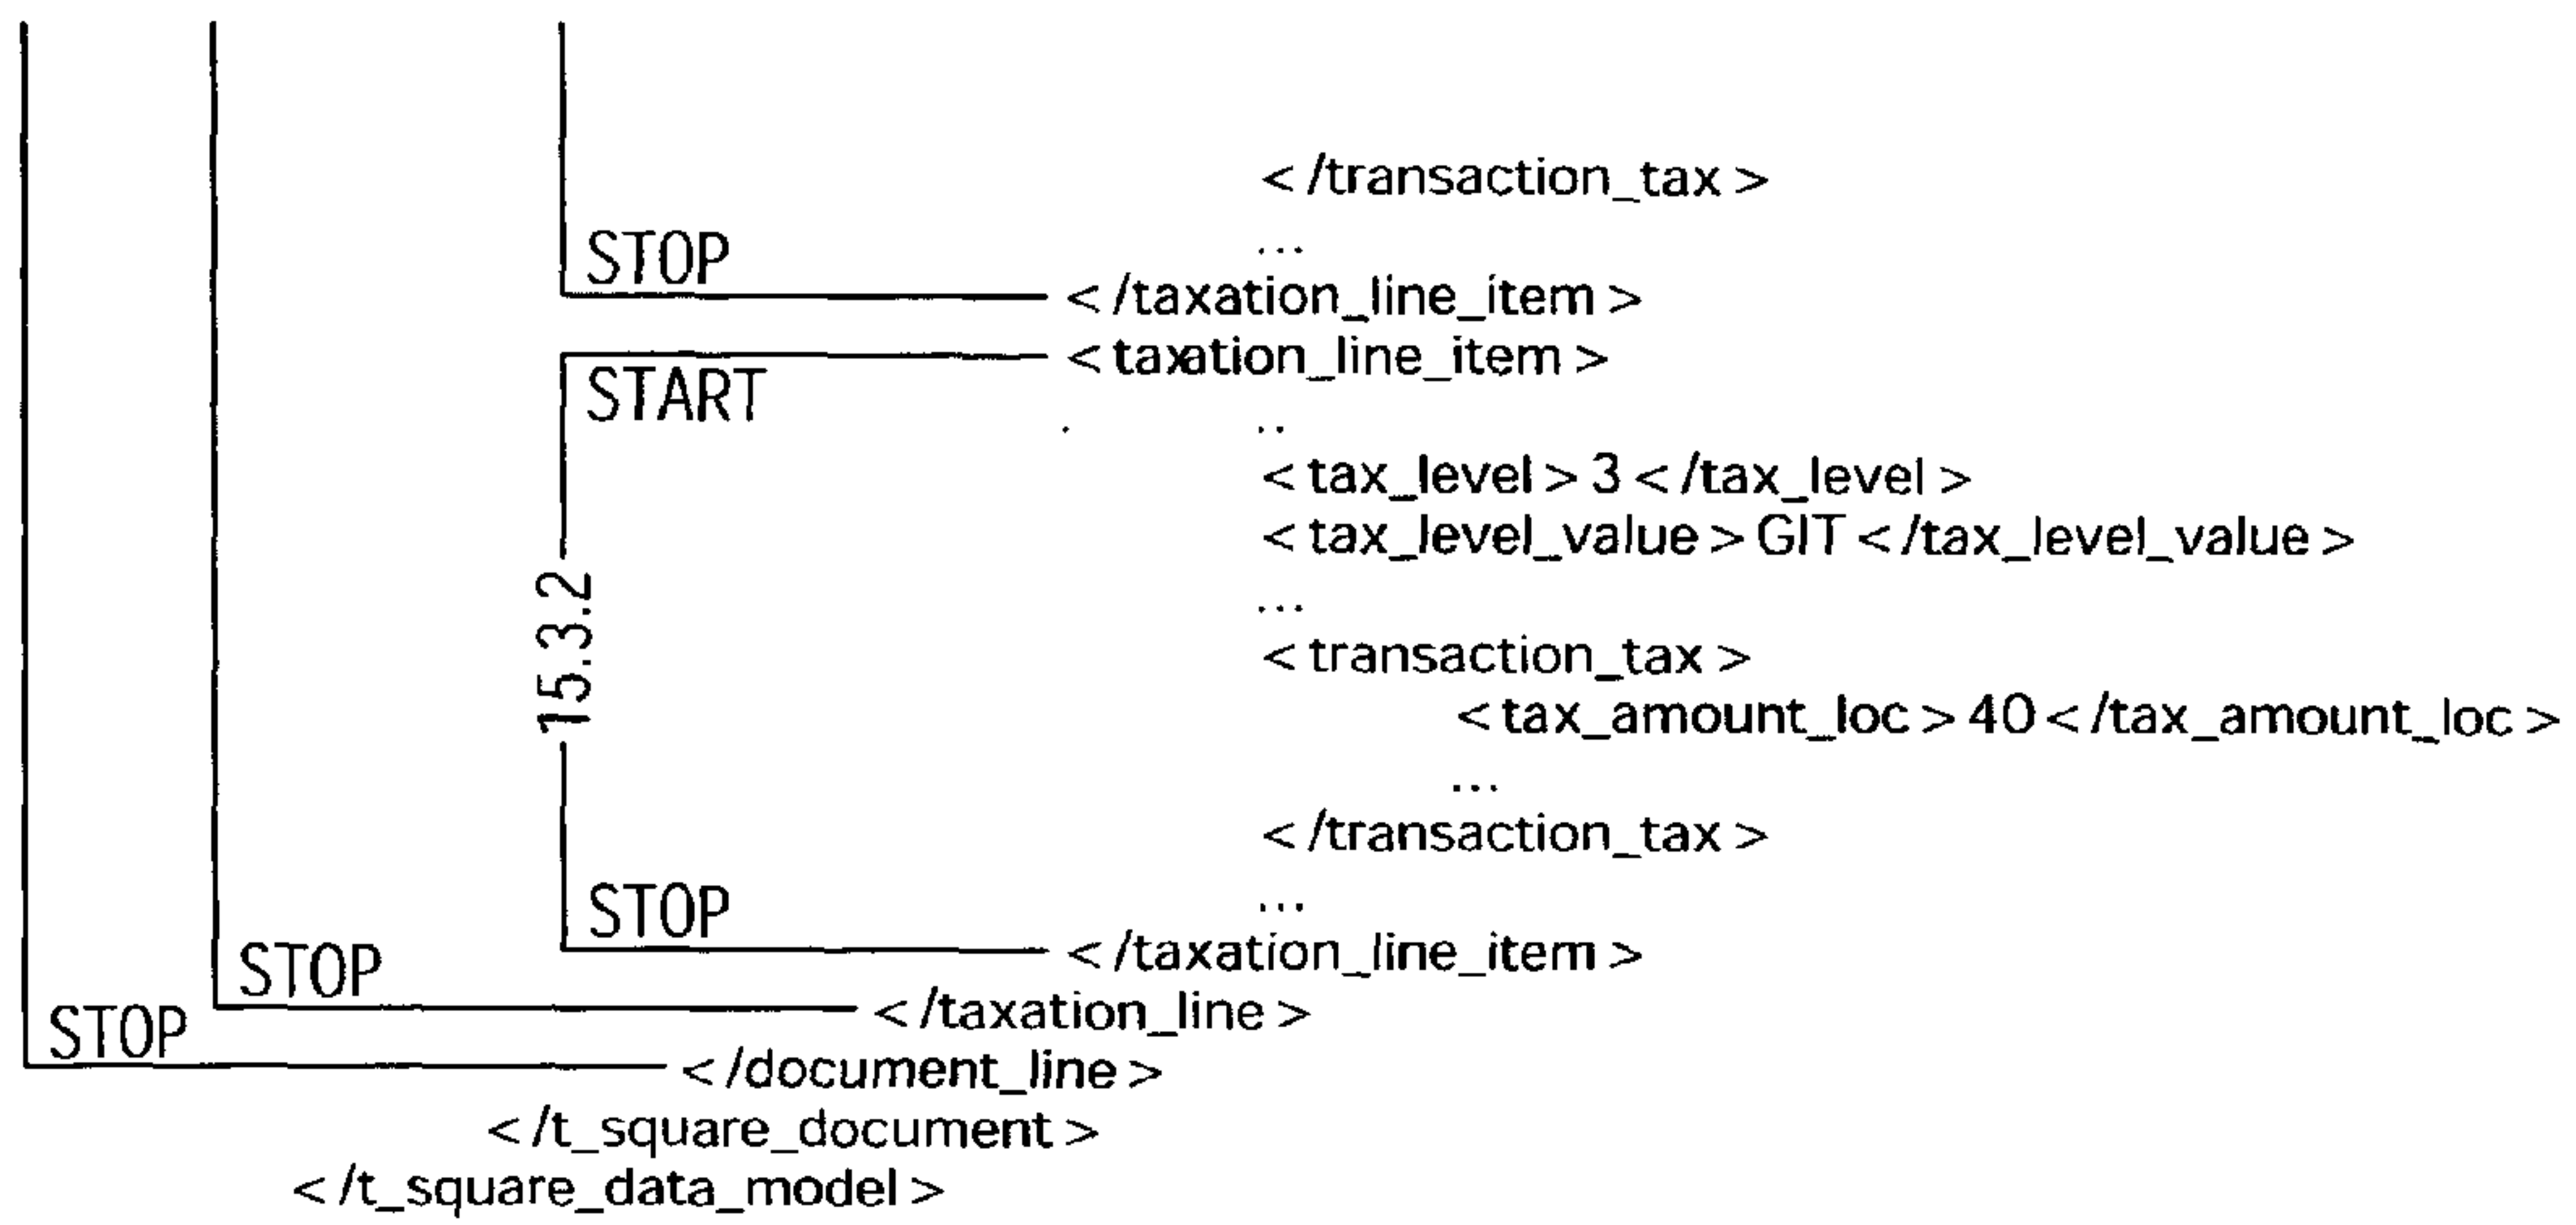 < /transaction_tax >
STOP
...
< /taxation_line_item >
< taxation_line_item >
START
. ..
< tax_level > 3 < /tax_level >
< tax_level_value > GIT < /tax_level_value >
...
15.3.2
< transaction_tax >
< tax_amount_loc > 40 < /tax_amount_loc >
...
< /transaction_tax >
STOP
...
< /taxation_line_item >
STOP
< /taxation_line >
STOP
< /document_line >
< /t_square_document >
< /t_square_data_model >